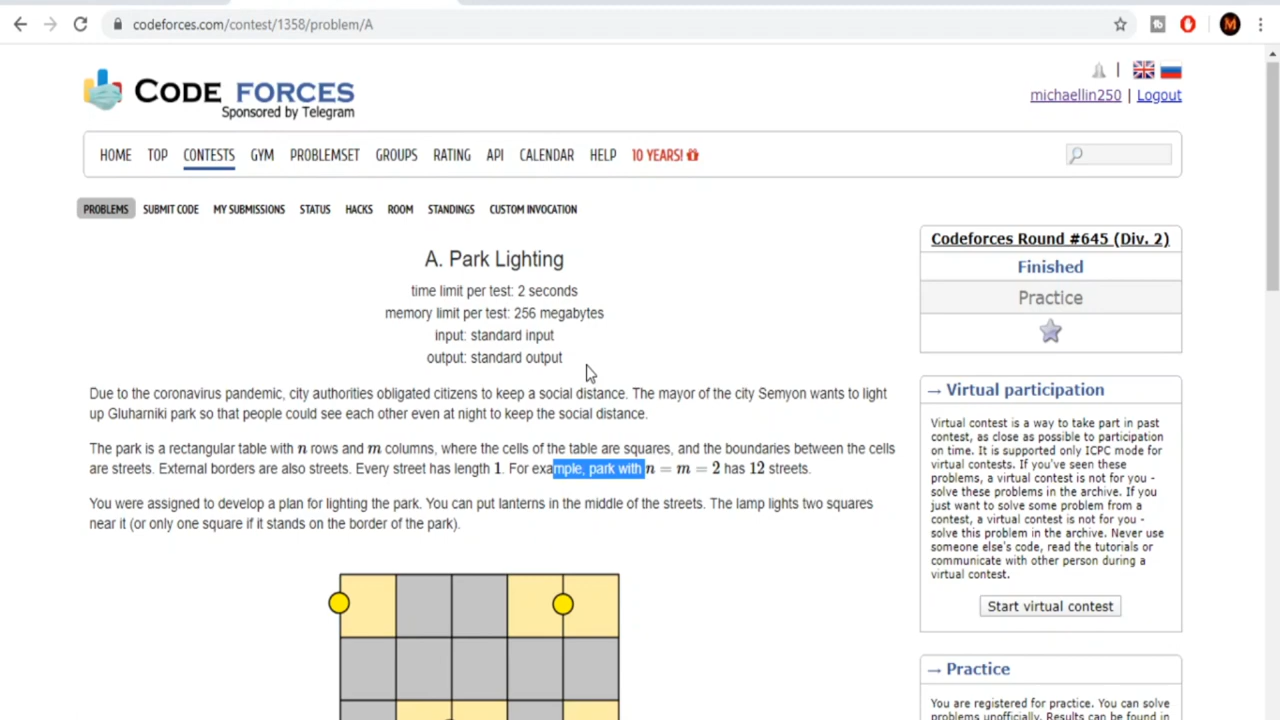 codeforces.com/contest/1358/problem/A
M
CODE FORCES
Sponsored by Telegram
michaellin250 | Logout
HOME TOP CONTESTS GYM PROBLEMSET GROUPS RATING API CALENDAR HELP 10 YEARS!
PROBLEMS SUBMIT CODE MY SUBMISSIONS STATUS HACKS ROOM STANDINGS CUSTOM INVOCATION
A. Park Lighting
time limit per test: 2 seconds
memory limit per test: 256 megabytes
input: standard input
output: standard output
Due to the coronavirus pandemic, city authorities obligated citizens to keep a social distance. The mayor of the city Semyon wants to light
up Gluharniki park so that people could see each other even at night to keep the social distance.
The park is a rectangular table with n rows and m columns, where the cells of the table are squares, and the boundaries between the cells
are streets. External borders are also streets. Every street has length 1. For example, park with n = m = 2 has 12 streets.
You were assigned to develop a plan for lighting the park. You can put lanterns in the middle of the streets. The lamp lights two squares
near it (or only one square if it stands on the border of the park).
Codeforces Round #645 (Div. 2)
Finished
Practice
→ Virtual participation
Virtual contest is a way to take part in past
contest, as close as possible to participation
on time. It is supported only ICPC mode for
virtual contests. If you've seen these
problems, a virtual contest is not for you -
solve these problems in the archive. If you
just want to solve some problem from a
contest, a virtual contest is not for you -
solve this problem in the archive. Never use
someone else's code, read the tutorials or
communicate with other person during a
virtual contest.
Start virtual contest
→ Practice
You are registered for practice. You can solve
problems unofficially. Results can be found in